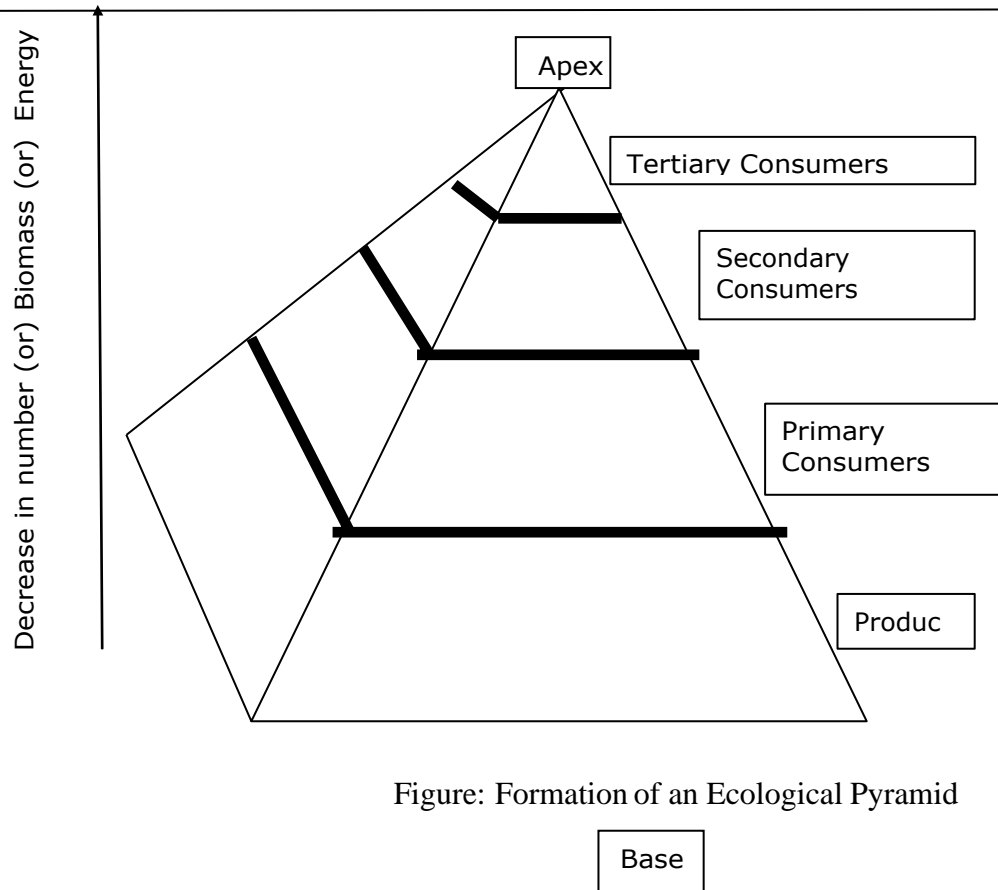 Decrease in number (or) Biomass (or) Energy
Apex
Tertiary Consumers
Secondary
Consumers
Primary
Consumers
Produc
Figure: Formation of an Ecological Pyramid
Base